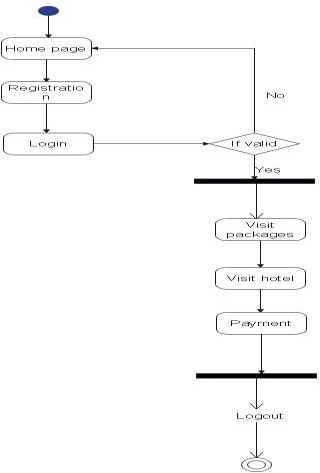 Home page
Registratio
n
Login
No
If valid
Yes
Visit
packages
Visit hotel
Payment
Logout